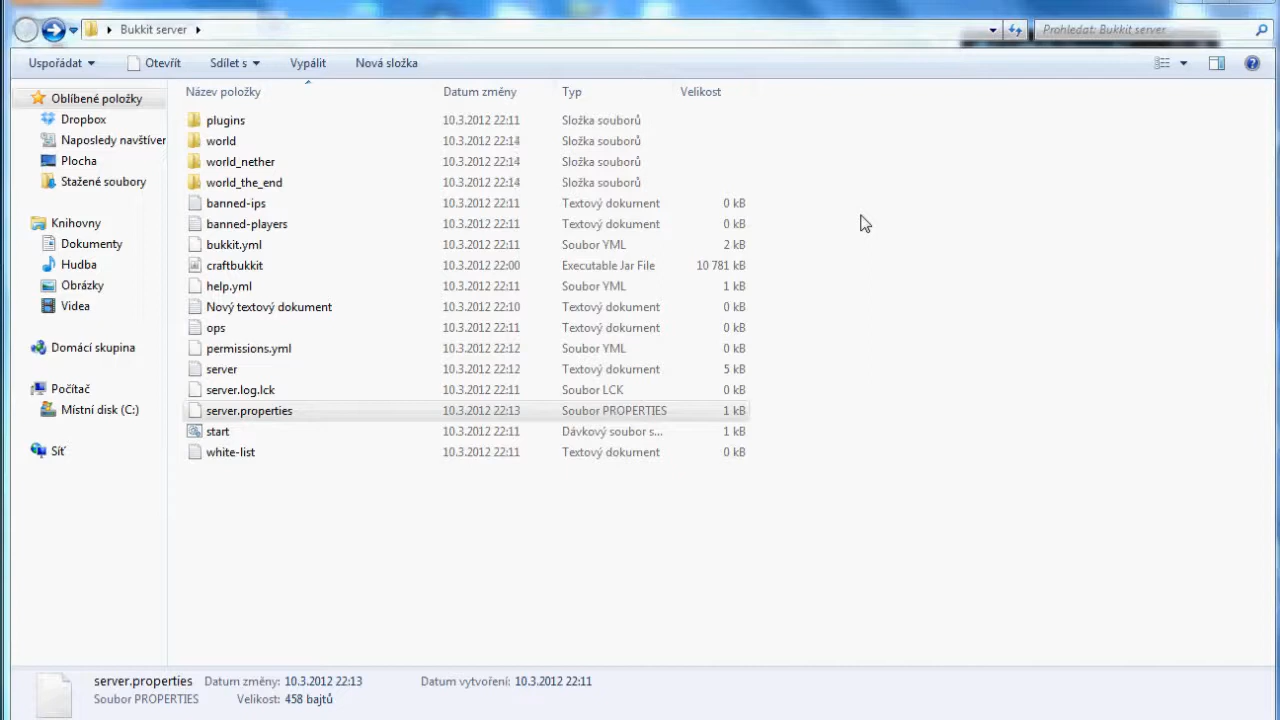 Bukkit server
Prohledat: Bukkit server
Uspořádat Otevřít Sdílet s Vypálit Nová složka
Název položky Datum změny Typ Velikost
Oblíbené položky
Dropbox
Naposledy navštíver
Plocha
Stažené soubory
Knihovny
Dokumenty
Hudba
Obrázky
Videa
Domácí skupina
Počítač
Místní disk (C:)
Síť
plugins 10.3.2012 22:11 Složka souborů
world 10.3.2012 22:14 Složka souborů
world_nether 10.3.2012 22:14 Složka souborů
world_the_end 10.3.2012 22:14 Složka souborů
banned-ips 10.3.2012 22:11 Textový dokument 0 kB
banned-players 10.3.2012 22:11 Textový dokument 0 kB
bukkit.yml 10.3.2012 22:11 Soubor YML 2 kB
craftbukkit 10.3.2012 22:00 Executable Jar File 10 781 kB
help.yml 10.3.2012 22:11 Soubor YML 1 kB
Nový textový dokument 10.3.2012 22:10 Textový dokument 0 kB
ops 10.3.2012 22:11 Textový dokument 0 kB
permissions.yml 10.3.2012 22:12 Soubor YML 0 kB
server 10.3.2012 22:12 Textový dokument 5 kB
server.log.lck 10.3.2012 22:11 Soubor LCK 0 kB
server.properties 10.3.2012 22:13 Soubor PROPERTIES 1 kB
start 10.3.2012 22:11 Dávkový soubor s... 1 kB
white-list 10.3.2012 22:11 Textový dokument 0 kB
server.properties Datum změny: 10.3.2012 22:13 Datum vytvoření: 10.3.2012 22:11
Soubor PROPERTIES Velikost: 458 bajtů